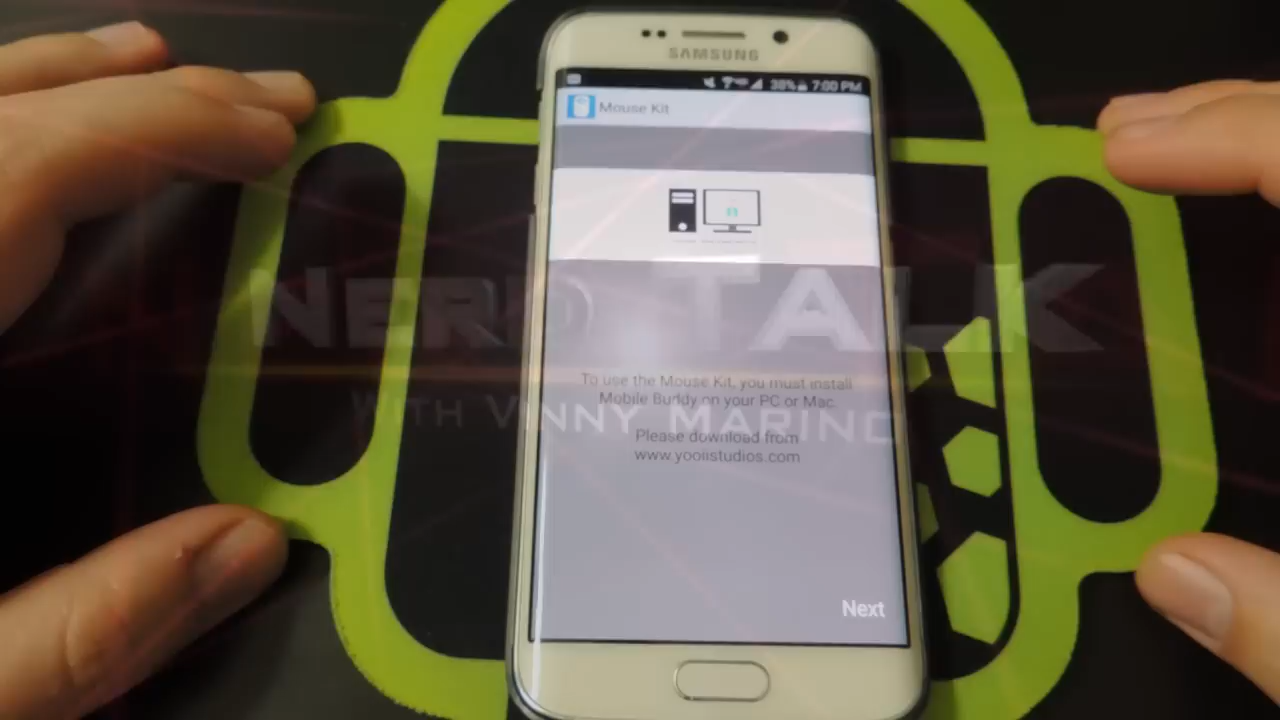 SAMSUNG
38% 7:00 PM
Mouse Kit
NERD TALK
To use the Mouse Kit, you must install
Mobile Buddy on your PC or Mac.
WITH VINNY MARINO
Please download from
www.yooiistudios.com
Next